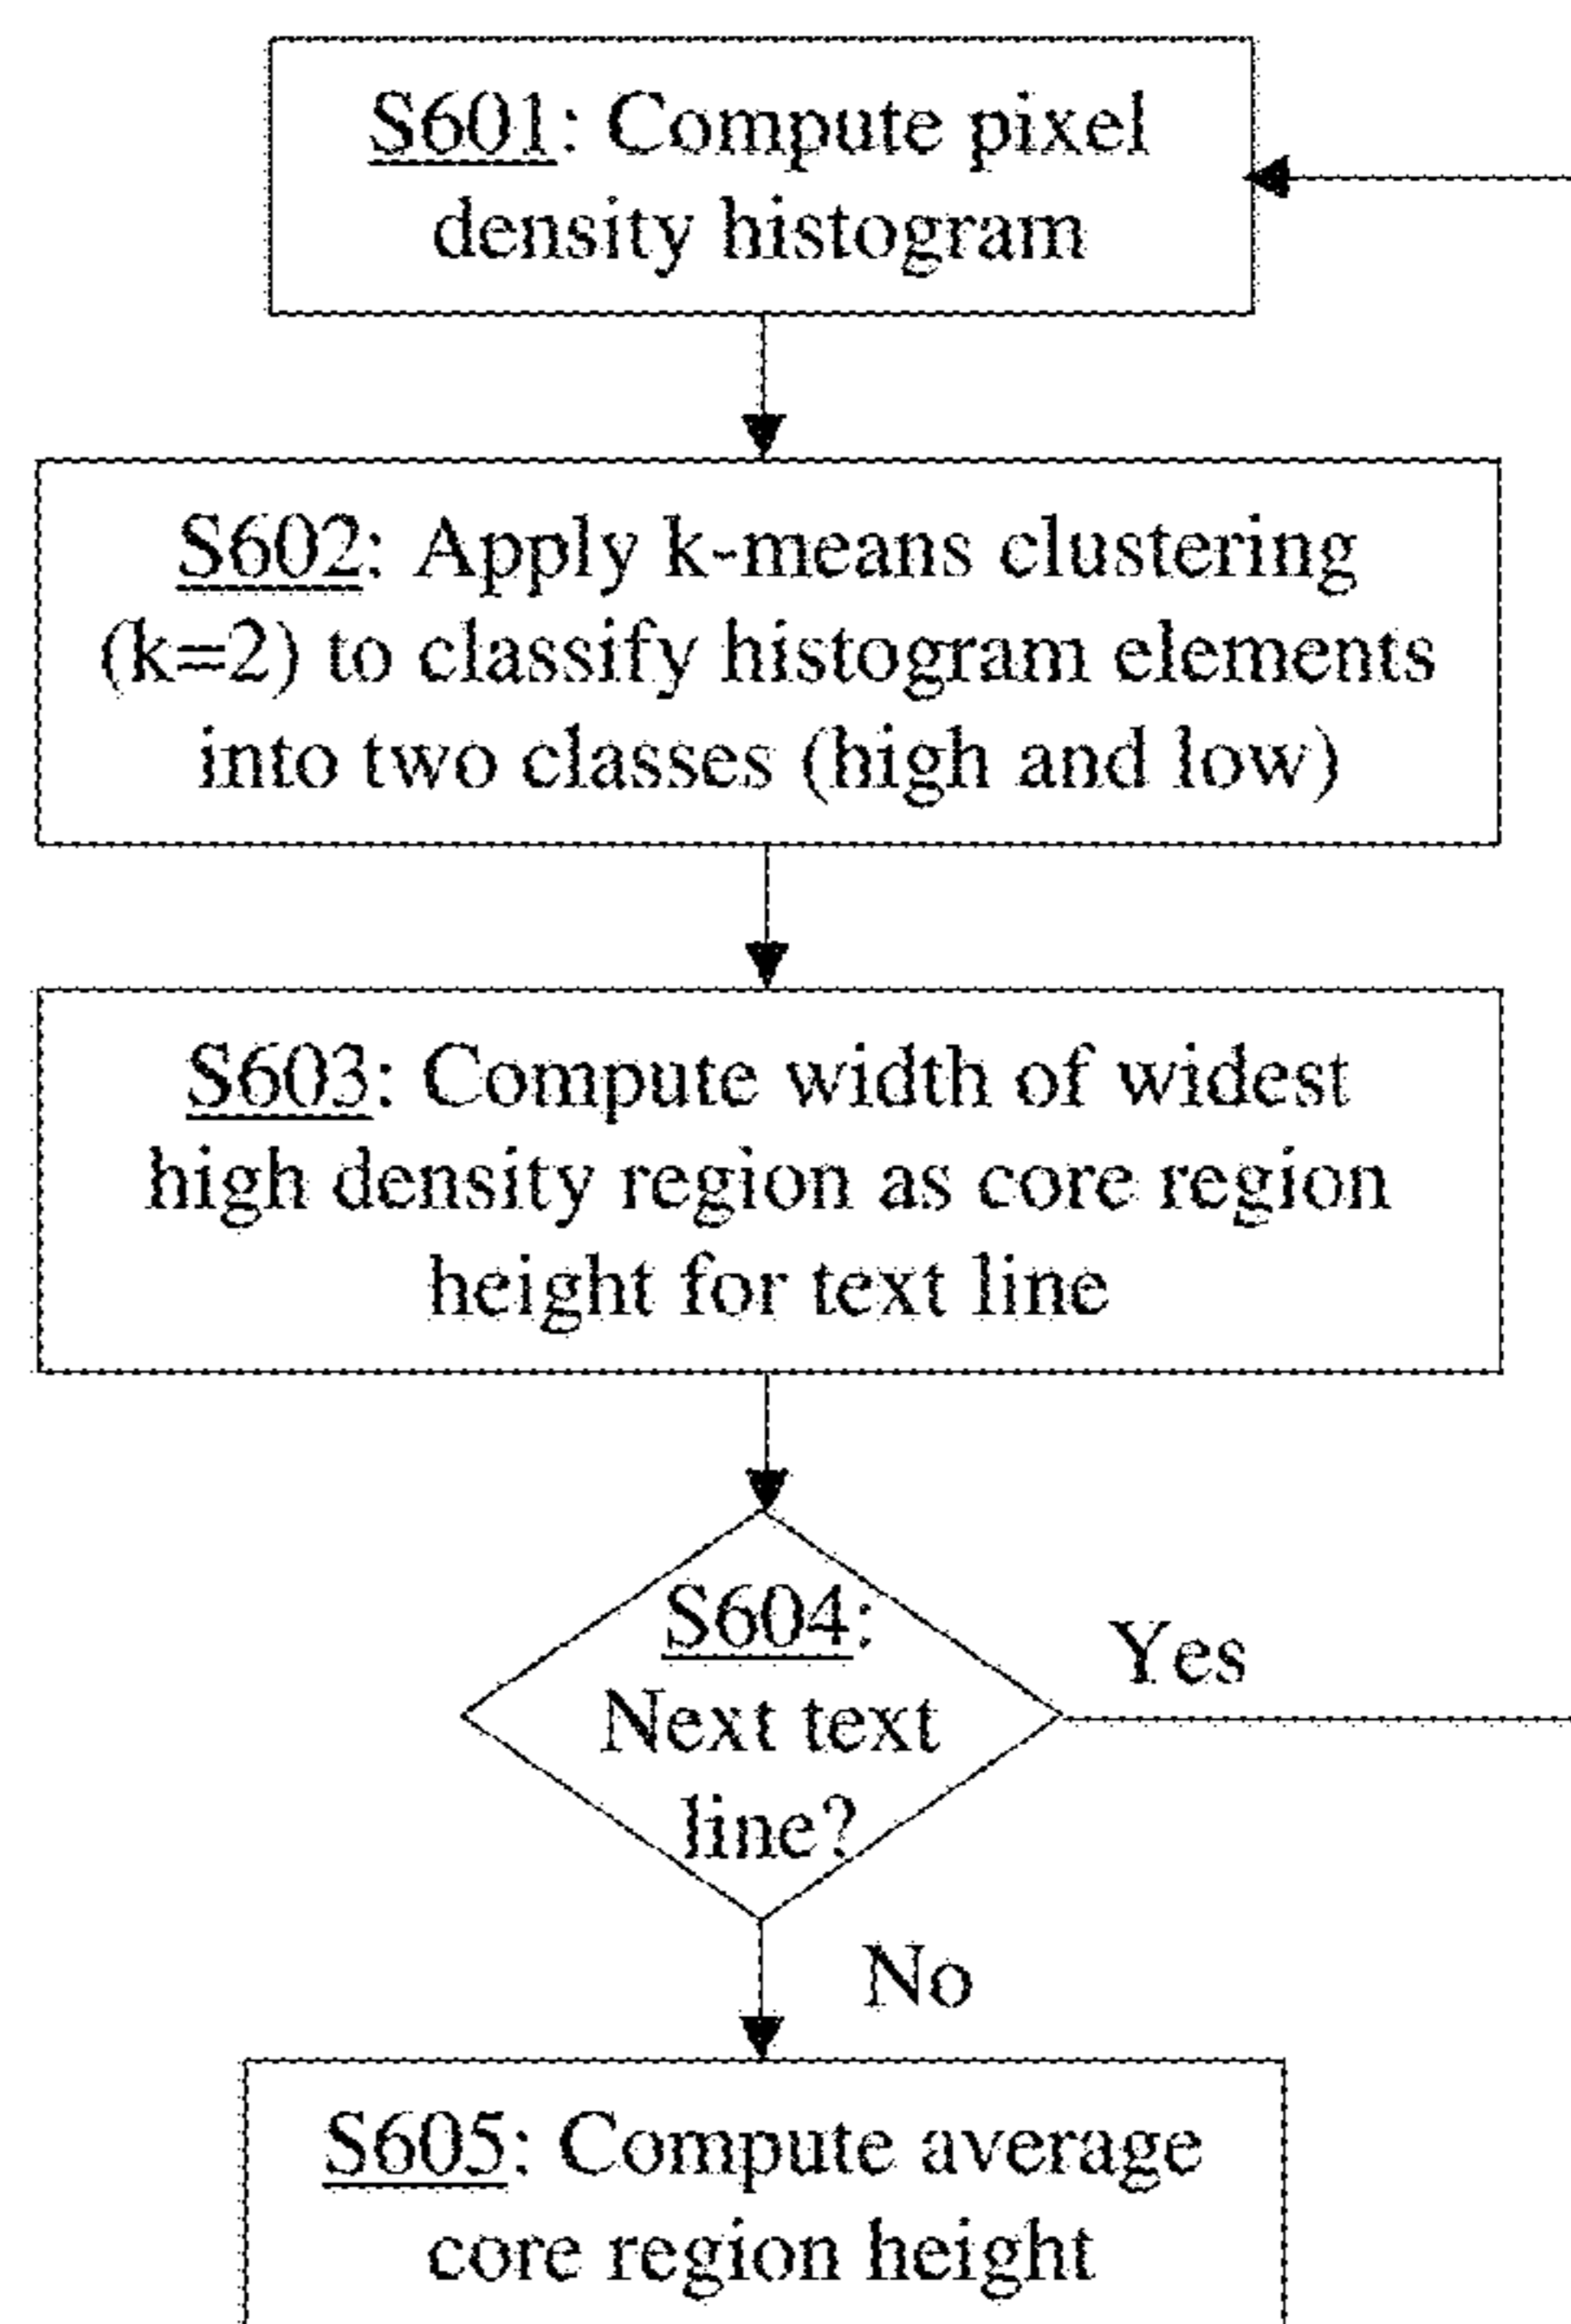 S601: Compute pixel
density histogram
S602: Apply k-means clustering
(k=2) to classify histogram elements
into two classes (high and low)
S603: Compute width of widest
high density region as core region
height for text line
S604:
Next text
line?
Yes
No
S605: Compute average
core region height